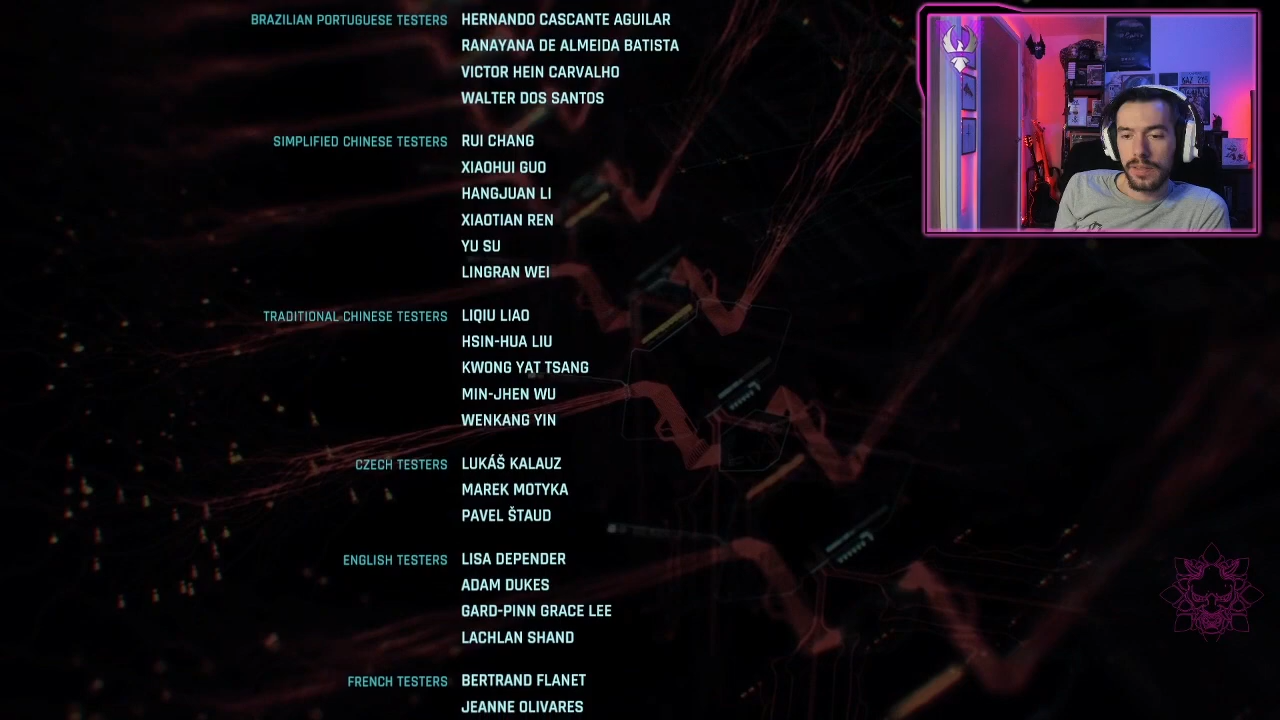 BRAZILIAN PORTUGUESE TESTERS HERNANDO CASCANTE AGUILAR
RANAYANA DE ALMEIDA BATISTA
VICTOR HEIN CARVALHO
WALTER DOS SANTOS
SIMPLIFIED CHINESE TESTERS RUI CHANG
XIAOHUI GUO
HANGJUAN LI
XIAOTIAN REN
YU SU
LINGRAN WEI
TRADITIONAL CHINESE TESTERS LIQIU LIAO
HSIN-HUA LIU
KWONG YAT TSANG
MIN-JHEN WU
WENKANG YIN
CZECH TESTERS LUKÁŠ KALAUZ
MAREK MOTYKA
PAVEL ŠTAUD
ENGLISH TESTERS LISA DEPENDER
ADAM DUKES
GARD-PINN GRACE LEE
LACHLAN SHAND
FRENCH TESTERS BERTRAND FLANET
JEANNE OLIVARES